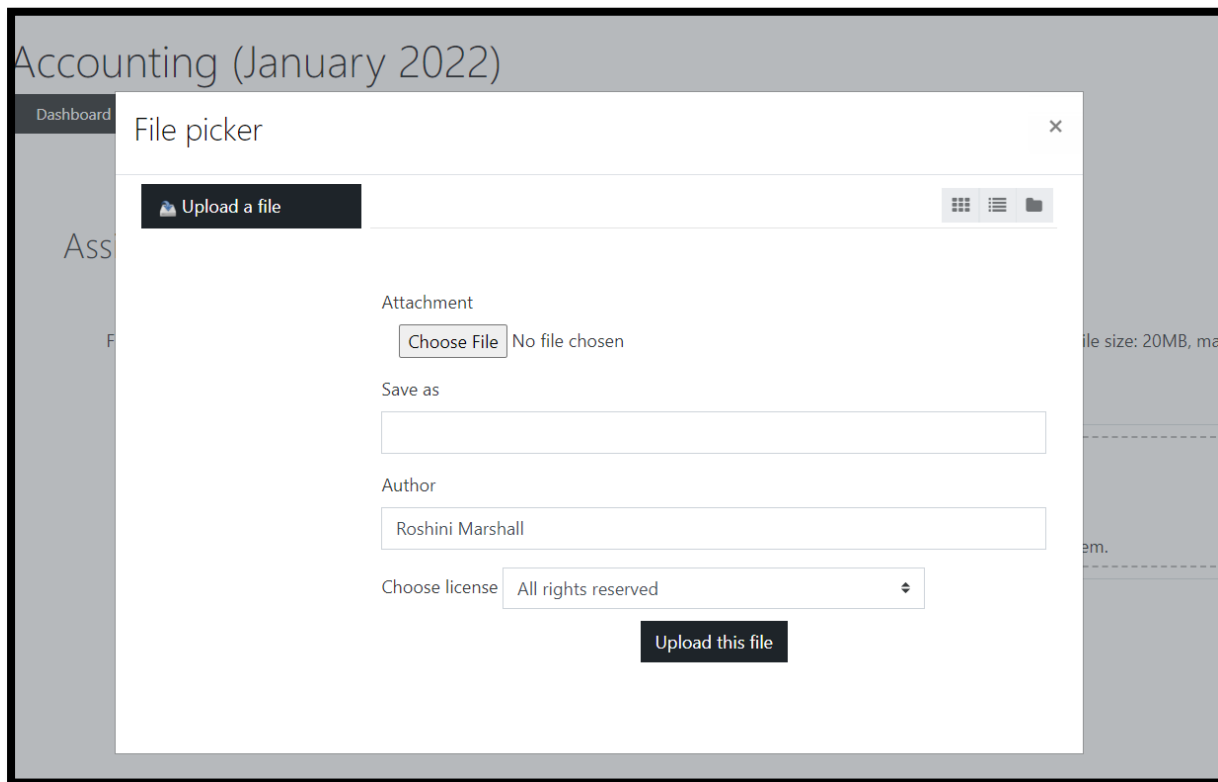 Accounting (January 2022)
Dashboard
File picker
×
Upload a file
Assi
Attachment
F
Choose File No file chosen
ile size: 20MB, ma
Save as
Author
Roshini Marshall
em.
Choose license All rights reserved
Upload this file